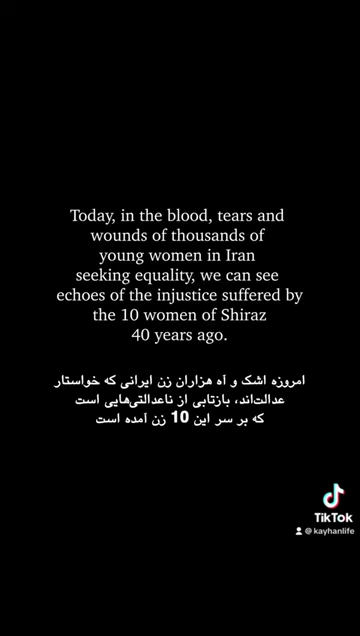 Today, in the blood, tears and
wounds of thousands of
young women in Iran
seeking equality, we can see
echoes of the injustice suffered by
the 10 women of Shiraz
40 years ago.
امروزه اشک و آه هزاران زن ایرانی که خواستار
عدالت‌اند، بازتابی از ناعدالتی‌هایی است
که بر سر این 10 زن آمده است
TikTok
@kayhanlife